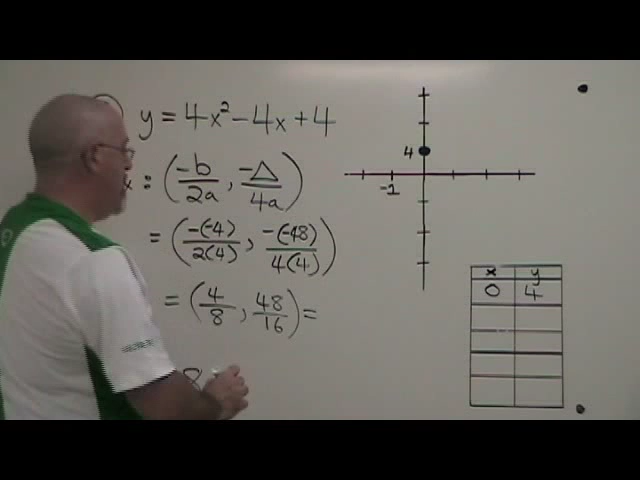 y = 4x² - 4x + 4
: (-b/2a, -Δ/4a)
= (-(-4)/2(4), -(-48)/4(4))
= (4/8, 48/16) =
8
4
-1
x y
0 4